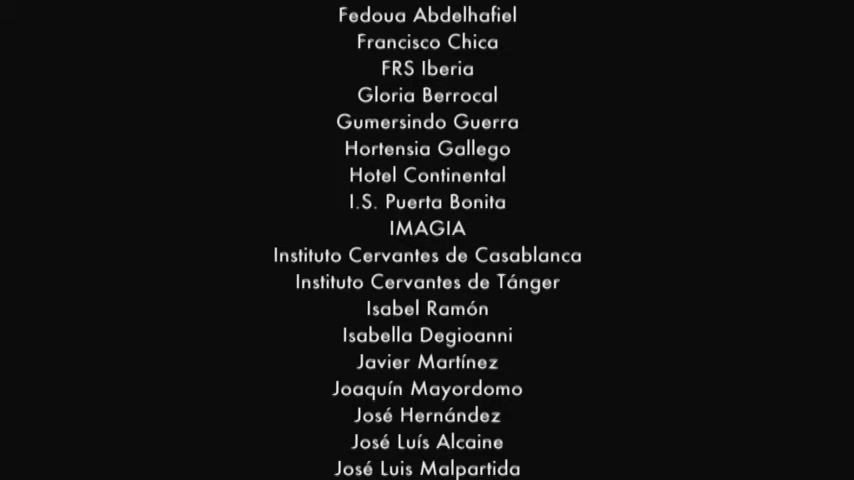 Fedoua Abdelhafiel
Francisco Chica
FRS Iberia
Gloria Berrocal
Gumersindo Guerra
Hortensia Gallego
Hotel Continental
I.S. Puerta Bonita
IMAGIA
Instituto Cervantes de Casablanca
Instituto Cervantes de Tánger
Isabel Ramón
Isabella Degioanni
Javier Martínez
Joaquín Mayordomo
José Hernández
José Luís Alcaine
José Luis Malpartida